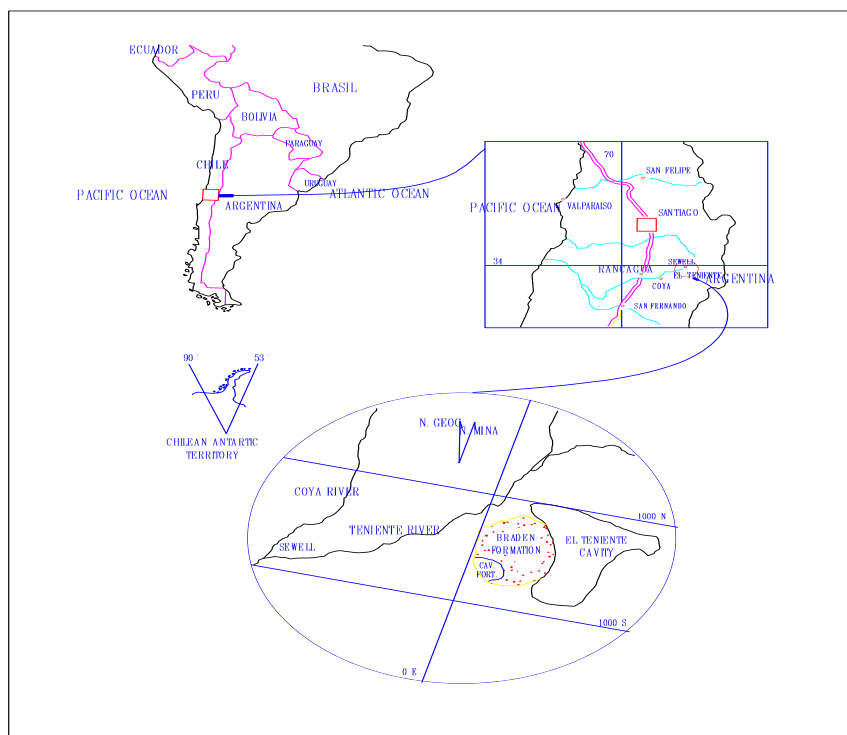 ECUADOR
PERU
BRASIL
BOLIVIA
PARAGUAY
CHILE
URUGUAY
PACIFIC OCEAN
ATLANTIC OCEAN
ARGENTINA
70
SAN FELIPE
PACIFIC OCEAN
VALPARAISO
SANTIAGO
34
SEWELL
RANCAGUA
EL TENIENTE
ARGENTINA
COYA
SAN FERNANDO
90 ′
53 ′
CHILEAN ANTARTIC
TERRITORY
N. GEOG
N. MINA
COYA RIVER
1000 N
TENIENTE RIVER
SEWELL
BRADEN
FORMATION
EL TENIENTE
CAVITY
CAV.
FORT
1000 S
0 E